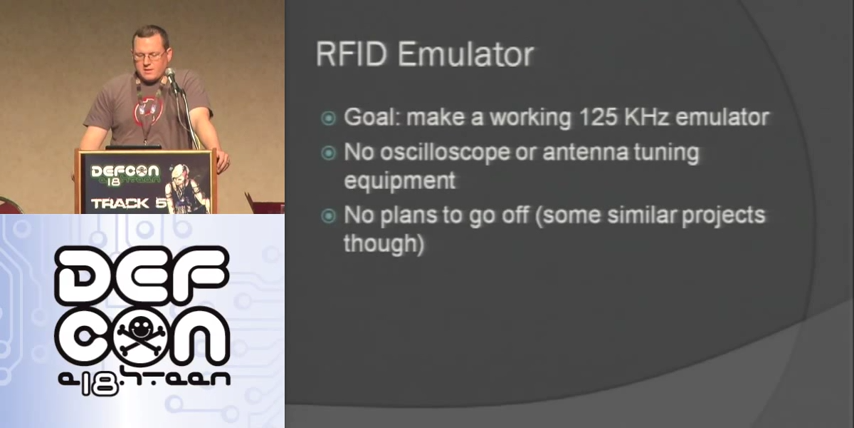 DEFCON
18
TRACK 5
DEF
CON
e18hteen
RFID Emulator
Goal: make a working 125 KHz emulator
No oscilloscope or antenna tuning
equipment
No plans to go off (some similar projects
though)